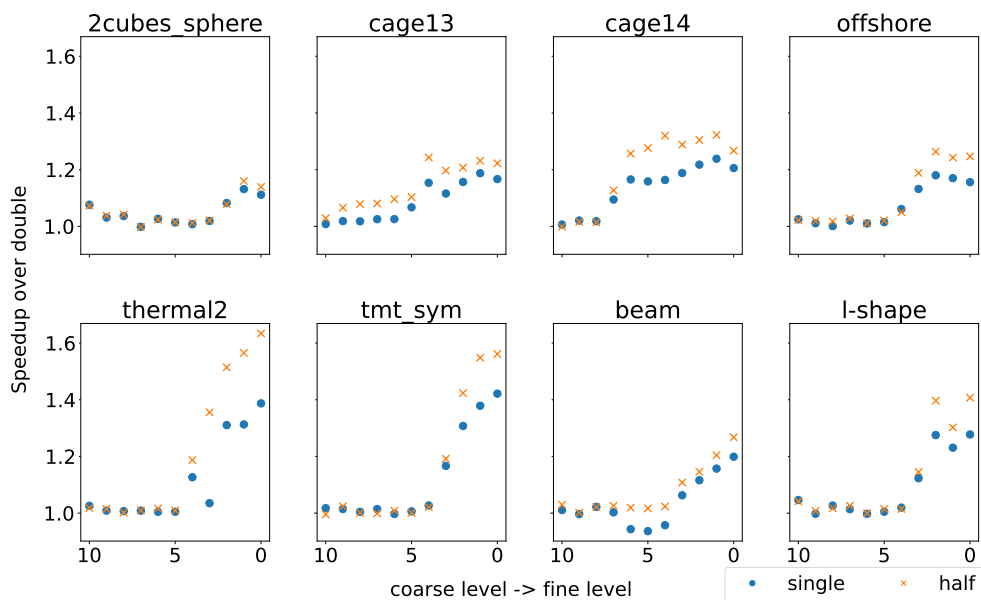 2cubes_sphere cage13 cage14 offshore
1.6
1.4
1.2
1.0
Speedup over double
thermal2 tmt_sym beam l-shape
1.6
1.4
1.2
1.0
10 5 0 10 5 0 10 5 0 10 5 0
coarse level -> fine level
single half